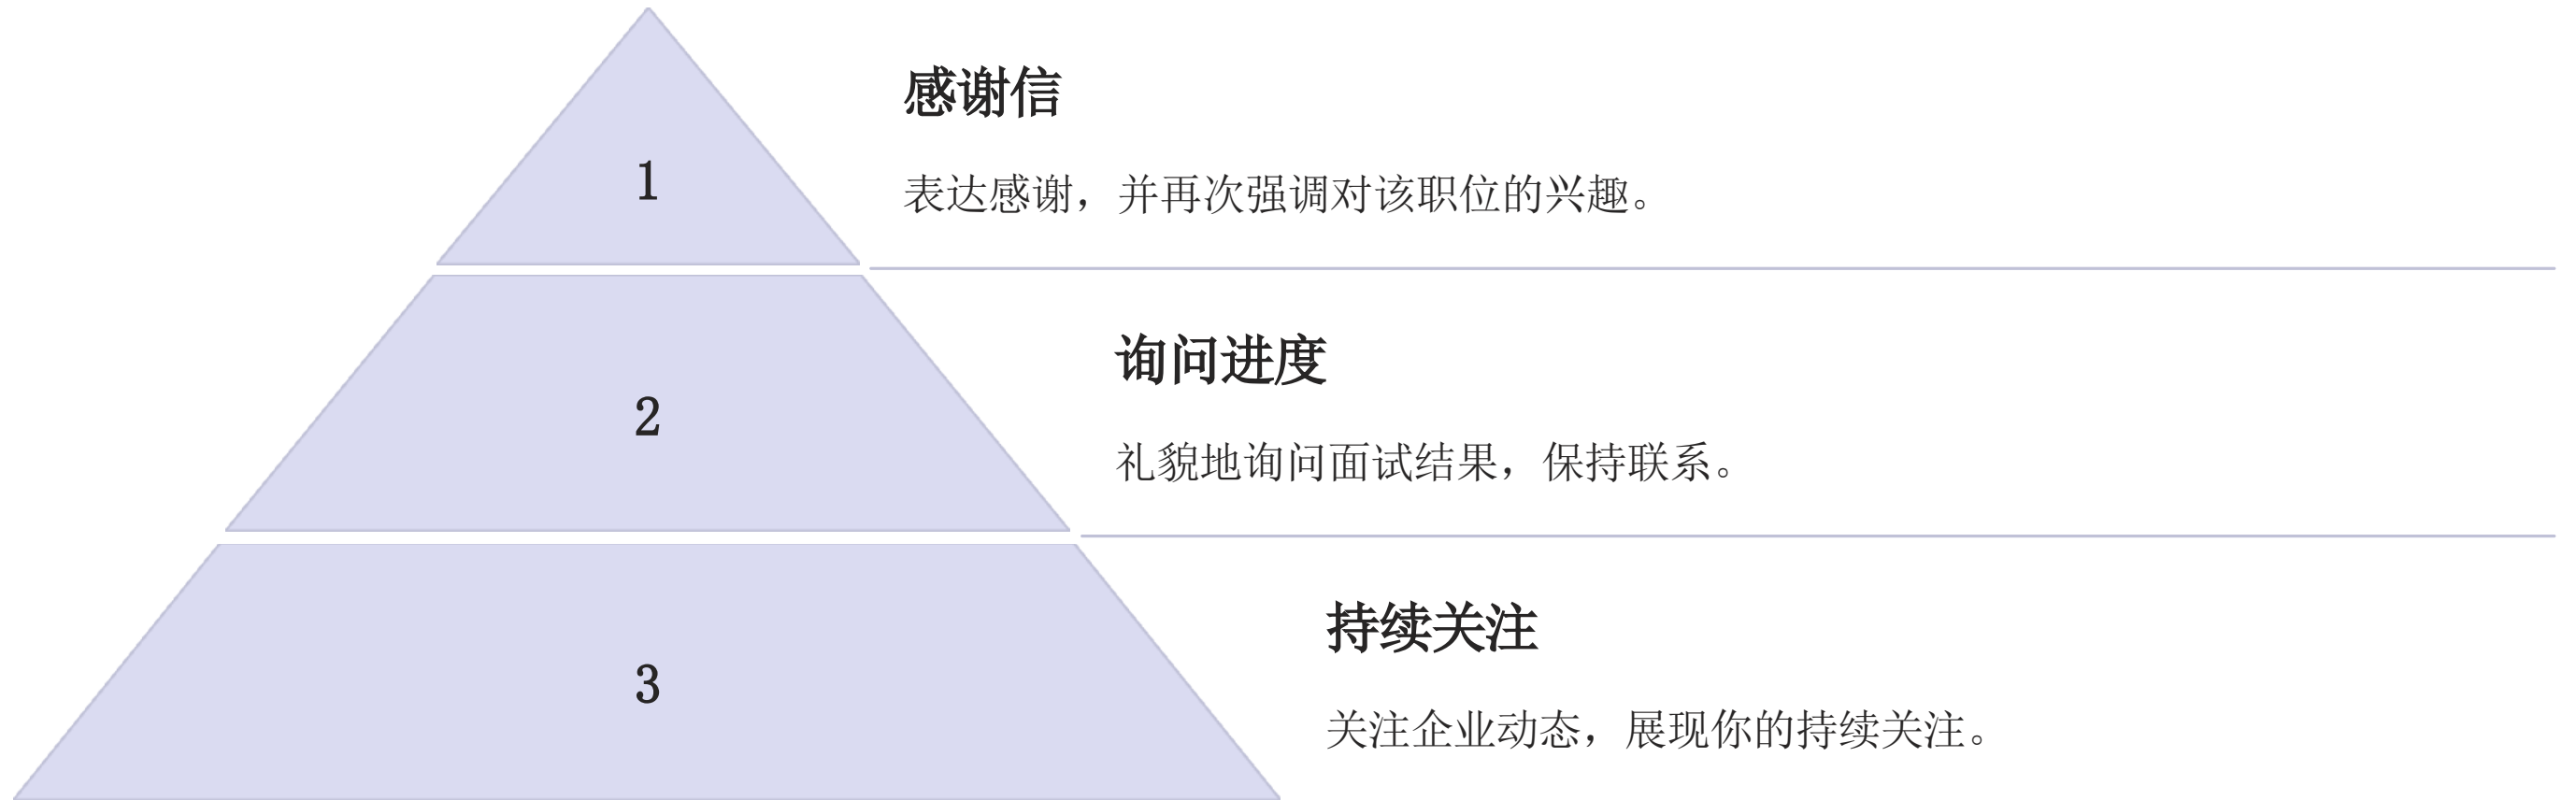 1
感谢信
表达感谢，并再次强调对该职位的兴趣。
2
询问进度
礼貌地询问面试结果，保持联系。
3
持续关注
关注企业动态，展现你的持续关注。